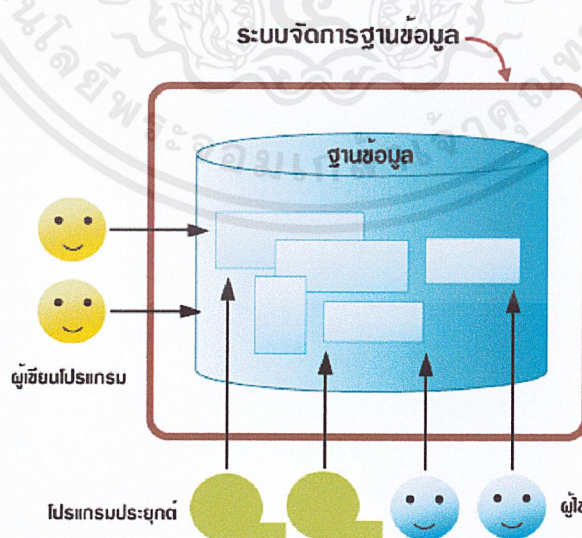 ระบบจัดการฐานข้อมูล
ฐานข้อมูล
ผู้เขียนโปรแกรม
โปรแกรมประยุกต์